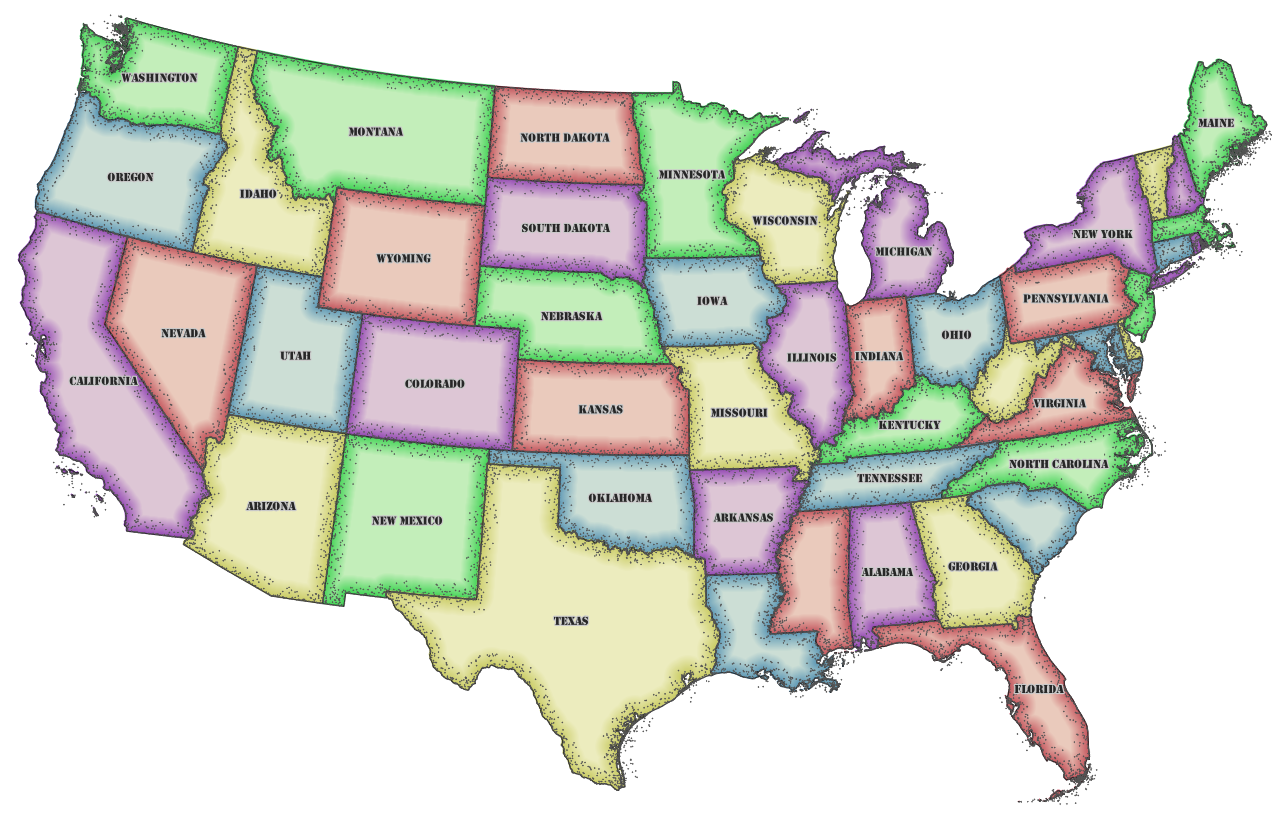 WASHINGTON
MONTANA
NORTH DAKOTA
MINNESOTA
MAINE
OREGON
IDAHO
SOUTH DAKOTA
WISCONSIN
NEW YORK
MICHIGAN
WYOMING
PENNSYLVANIA
IOWA
NEBRASKA
NEVADA
OHIO
UTAH
ILLINOIS
INDIANA
CALIFORNIA
COLORADO
VIRGINIA
KANSAS
MISSOURI
KENTUCKY
NORTH CAROLINA
TENNESSEE
OKLAHOMA
ARIZONA
ARKANSAS
NEW MEXICO
GEORGIA
ALABAMA
TEXAS
FLORIDA